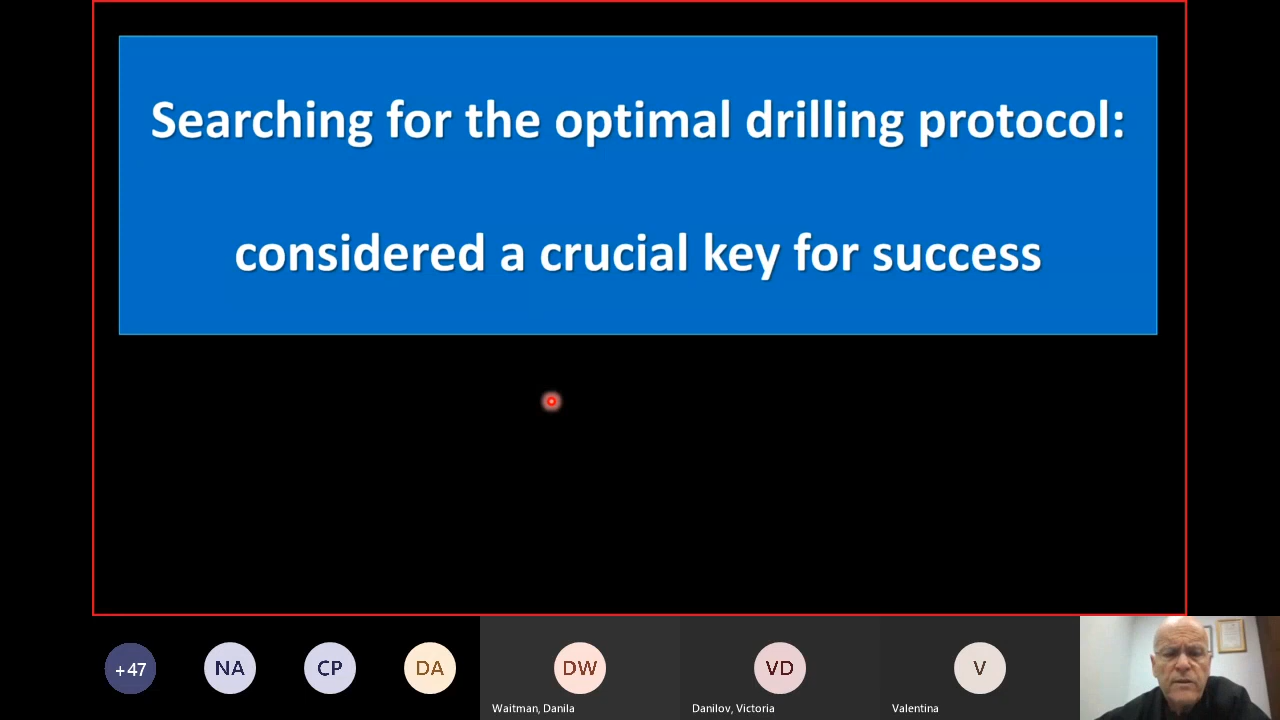 Searching for the optimal drilling protocol:
considered a crucial key for success
+47
NA
CP
DA
DW
VD
V
Waitman, Danila
Danilov, Victoria
Valentina